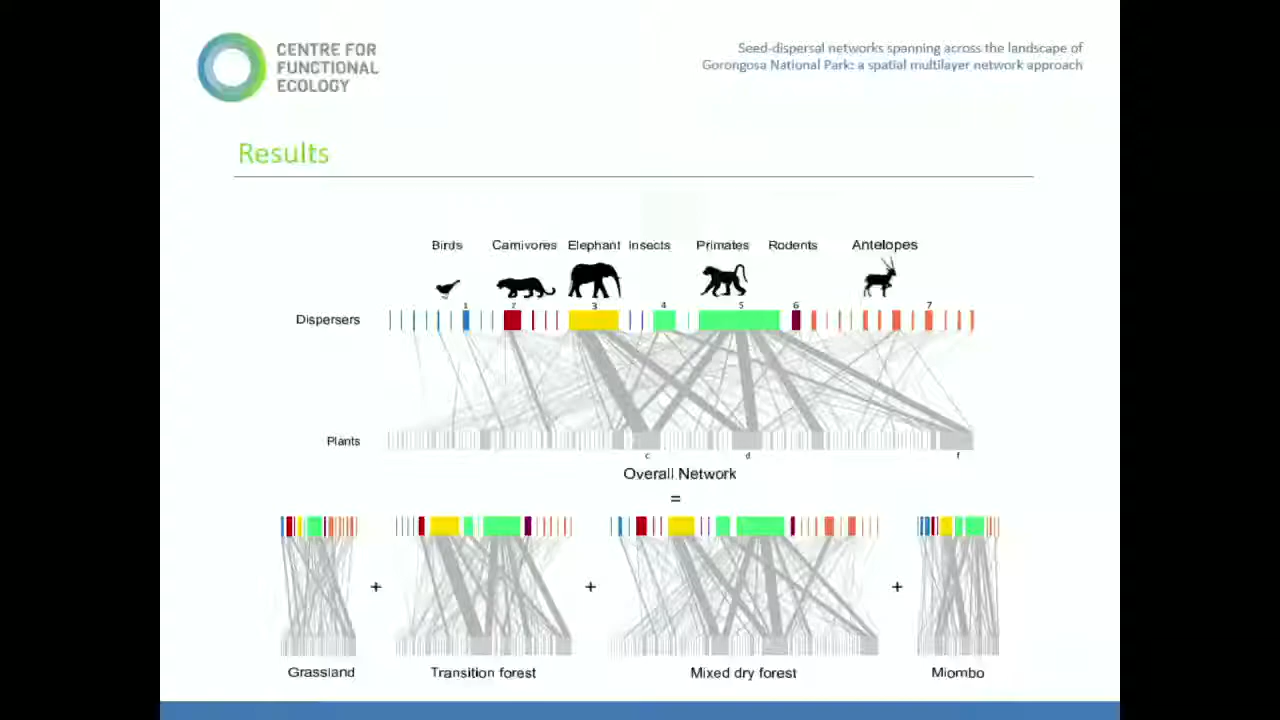 CENTRE FOR
FUNCTIONAL
ECOLOGY
Seed-dispersal networks spanning across the landscape of
Gorongosa National Park: a spatial multilayer network approach
Results
Birds Carnivores Elephant Insects Primates Rodents Antelopes
1 2 3 4 5 6 7
Dispersers
Plants
c d f
Overall Network
=
+ + +
Grassland Transition forest Mixed dry forest Miombo